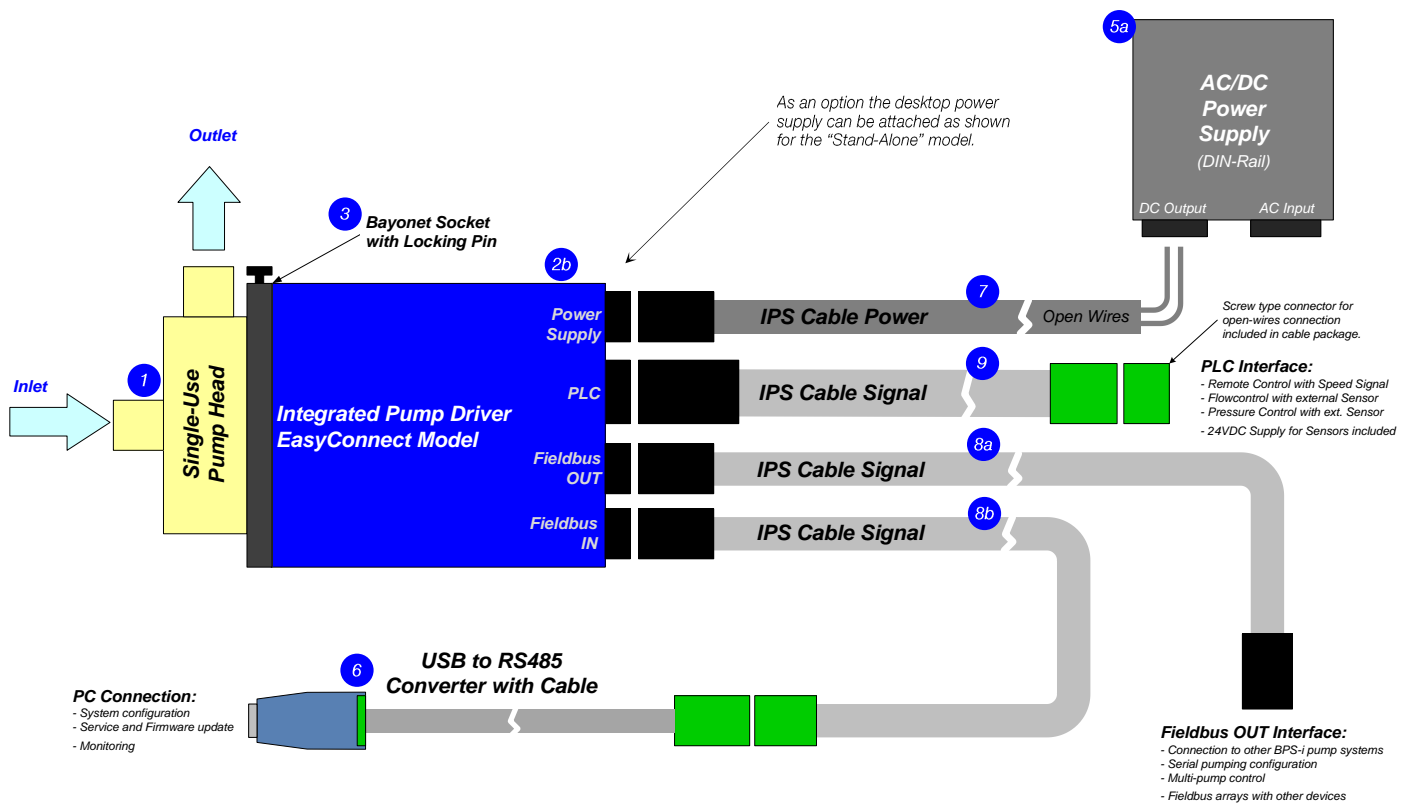 5a
AC/DC
Power
Supply
(DIN-Rail)
DC Output
AC Input
As an option the desktop power
supply can be attached as shown
for the “Stand-Alone” model.
Outlet
3
Bayonet Socket
with Locking Pin
2b
Inlet
1
Single-Use
Pump Head
Integrated Pump Driver
EasyConnect Model
Power
Supply
PLC
Fieldbus
OUT
Fieldbus
IN
7
IPS Cable Power
Open Wires
9
IPS Cable Signal
8a
IPS Cable Signal
8b
IPS Cable Signal
Screw type connector for
open-wires connection
included in cable package.
PLC Interface:
- Remote Control with Speed Signal
- Flowcontrol with external Sensor
- Pressure Control with ext. Sensor
- 24VDC Supply for Sensors included
6
USB to RS485
Converter with Cable
PC Connection:
- System configuration
- Service and Firmware update
- Monitoring
Fieldbus OUT Interface:
- Connection to other BPS-i pump systems
- Serial pumping configuration
- Multi-pump control
- Fieldbus arrays with other devices